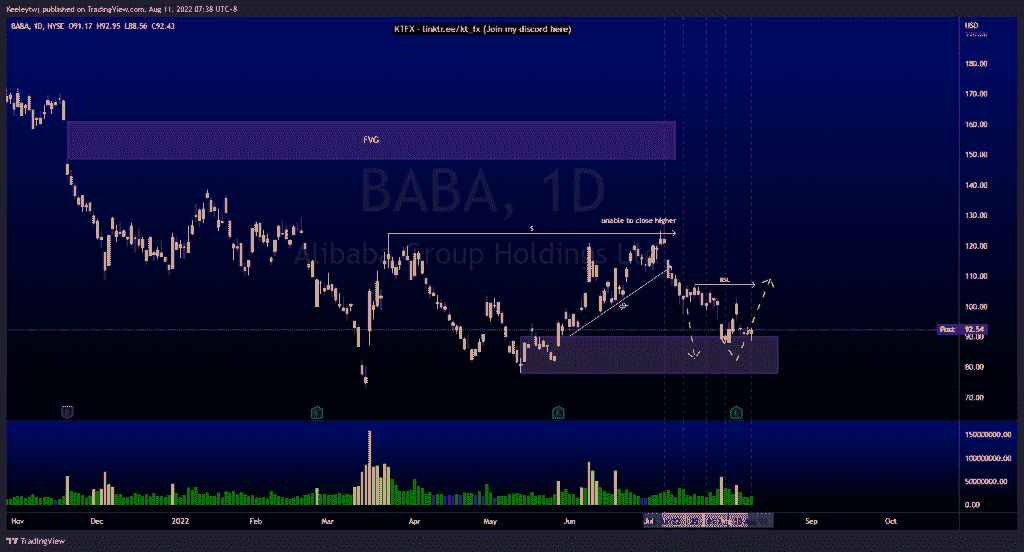 Keeleytwj published on TradingView.com, Aug 11, 2022 07:38 UTC-8
BABA, 1D, NYSE O91.17 H92.95 L88.56 C92.43
KTFX - linktr.ee/kt_fx (Join my discord here)
USD
190.00
180.00
170.00
160.00
150.00
140.00
130.00
120.00
110.00
100.00
90.00
80.00
70.00
FVG
BABA, 1D
Alibaba Group Holdings
unable to close higher
$
BSL
Post 92.54
E
E
E
E
150000000.00
100000000.00
50000000.00
0.00
Nov Dec 2022 Feb Mar Apr May Jun Jul Sep Oct
TradingView